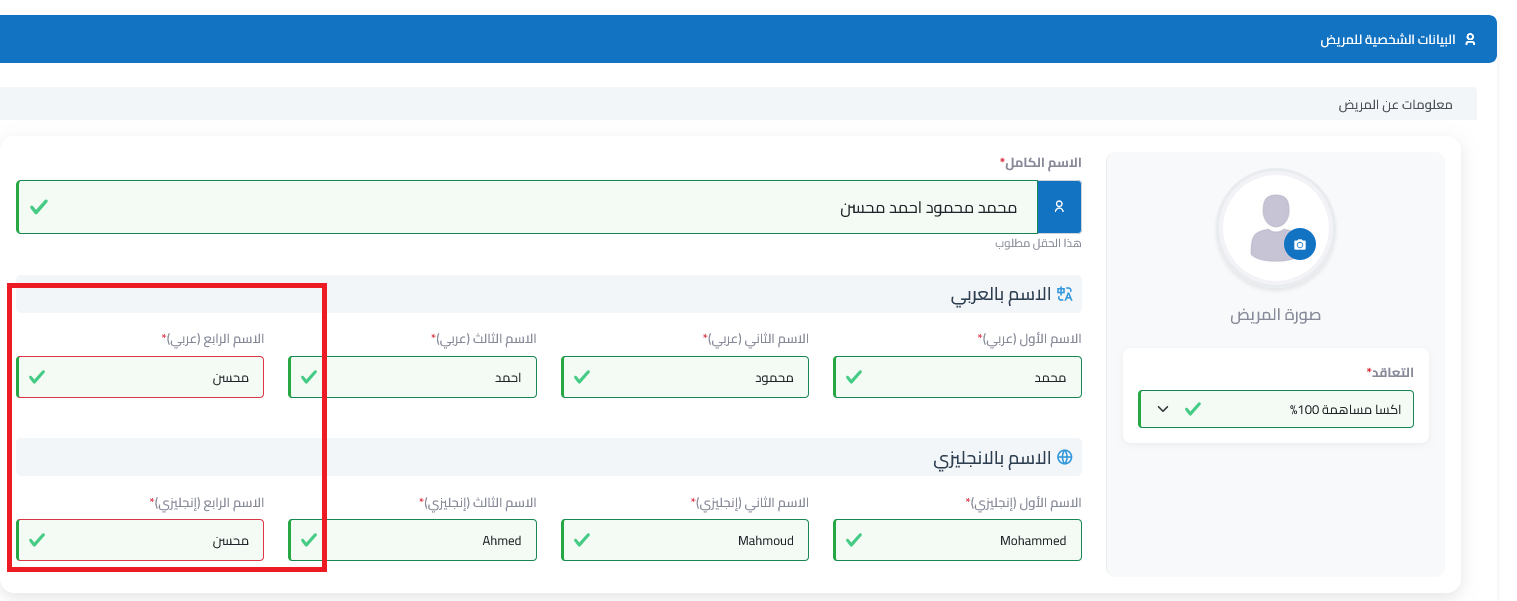 البيانات الشخصية للمريض
معلومات عن المريض
صورة المريض
التعاقد*
اكسا مساهمة 100%
الاسم الكامل*
محمد محمود احمد محسن
هذا الحقل مطلوب
الاسم بالعربي
الاسم الأول (عربي)* الاسم الثاني (عربي)* الاسم الثالث (عربي)* الاسم الرابع (عربي)*
محمد محمود احمد محسن
الاسم بالانجليزي
الاسم الأول (إنجليزي)* الاسم الثاني (إنجليزي)* الاسم الثالث (إنجليزي)* الاسم الرابع (إنجليزي)*
Mohammed Mahmoud Ahmed محسن